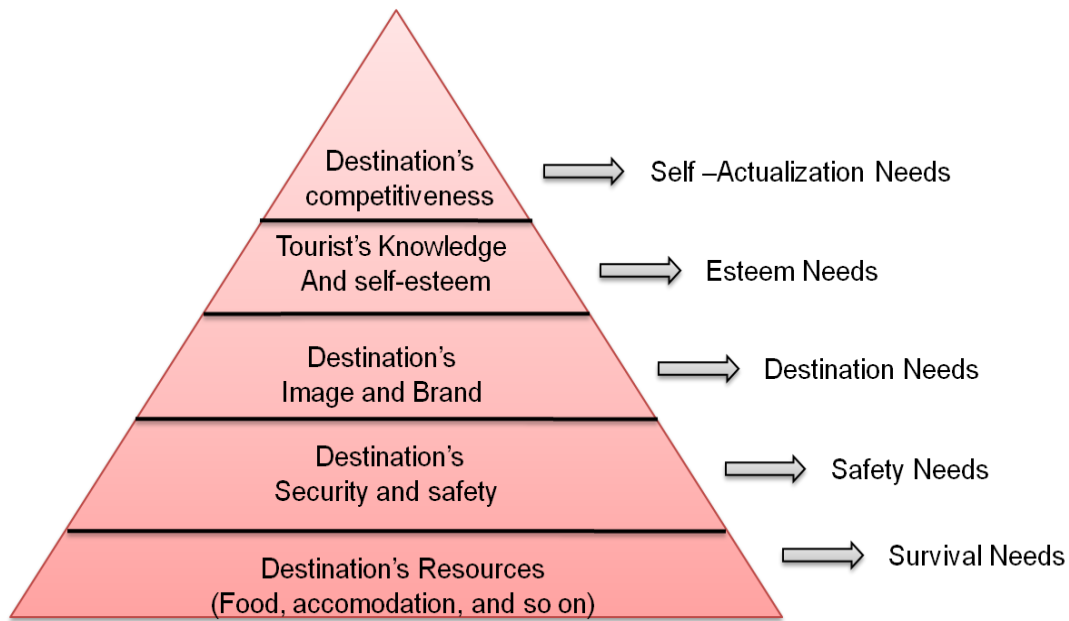 Destination's
competitiveness
Self –Actualization Needs
Tourist's Knowledge
And self-esteem
Esteem Needs
Destination's
Image and Brand
Destination Needs
Destination's
Security and safety
Safety Needs
Destination's Resources
(Food, accomodation, and so on)
Survival Needs